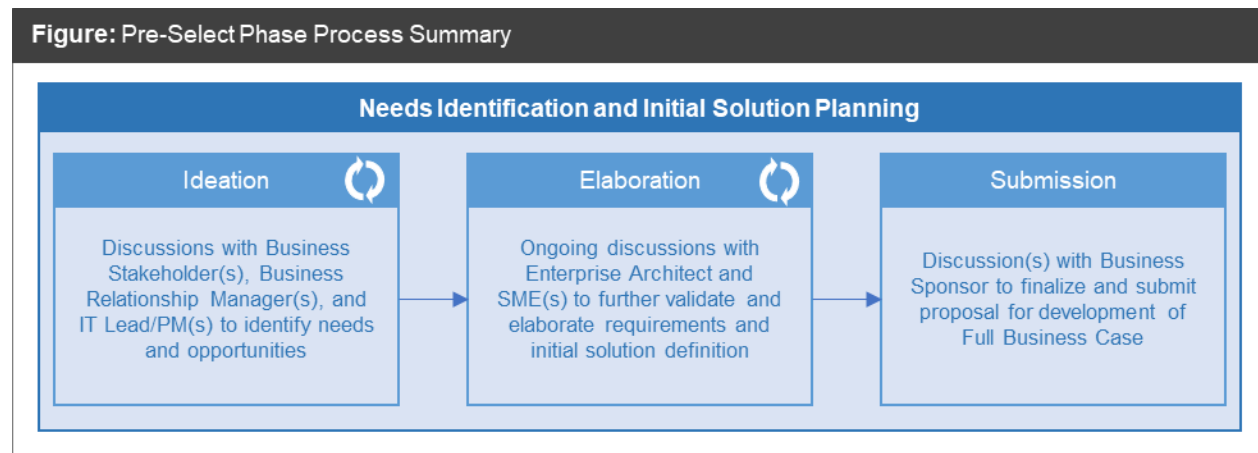 Figure: Pre-Select Phase Process Summary
Needs Identification and Initial Solution Planning
Ideation
Discussions with Business
Stakeholder(s), Business
Relationship Manager(s), and
IT Lead/PM(s) to identify needs
and opportunities
Elaboration
Ongoing discussions with
Enterprise Architect and
SME(s) to further validate and
elaborate requirements and
initial solution definition
Submission
Discussion(s) with Business
Sponsor to finalize and submit
proposal for development of
Full Business Case